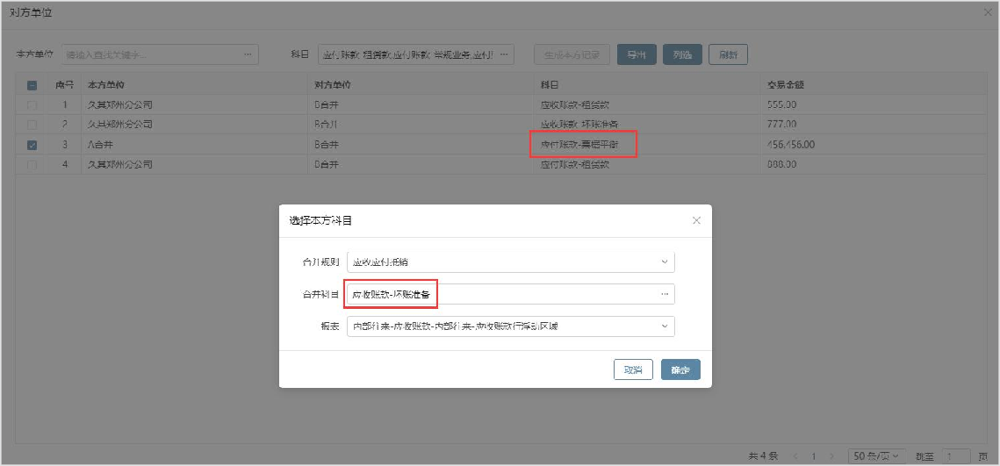 对方单位
本方单位 请输入查找关键字... ... 科目 应付账款-租赁款,应付账款-常规业务,应付! ... 生成本方记录 导出 列选 刷新
序号 本方单位 对方单位 科目 交易金额
1 久其郑州分公司 B合并 应收账款-租赁款 555.00
2 久其郑州分公司 B合并 应收账款-坏账准备 777.00
3 A合并 B合并 应付账款-票据平衡 456,456.00
4 久其郑州分公司 B合并 应付账款-租赁款 888.00
选择本方科目
合并规则 应收应付抵销
合并科目 应收账款-坏账准备 ...
报表 内部往来-应收账款-内部往来-应收账款行浮动区域
取消 确定
共 4 条 < 1 > 50 条/页 跳至 1 页